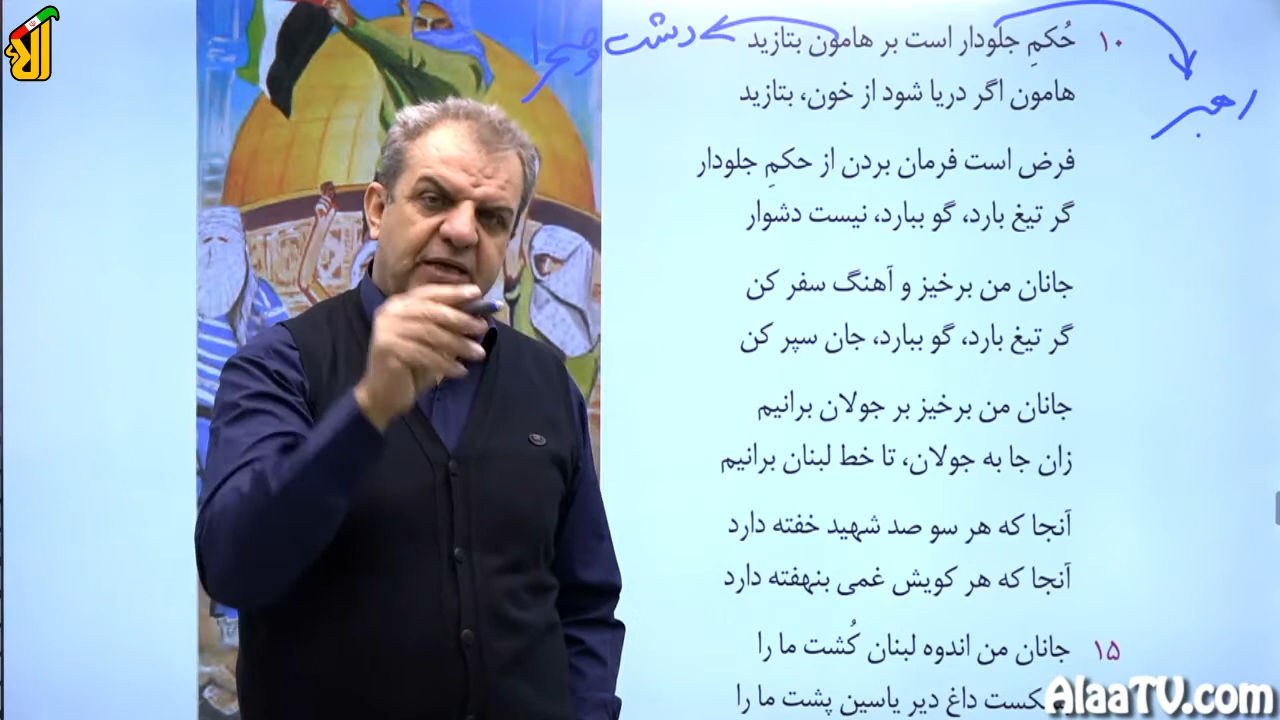 ۱۰ حُکمِ جلودار است بر هامون بتازید
دشت و صحرا
هامون اگر دریا شود از خون، بتازید
رهبر
فرض است فرمان بردن از حکمِ جلودار
گر تیغ بارد، گو ببارد، نیست دشوار
جانان من برخیز و آهنگ سفر کن
گر تیغ بارد، گو ببارد، جان سپر کن
جانان من برخیز بر جولان برانیم
زان جا به جولان، تا خط لبنان برانیم
آنجا که هر سو صد شهید خفته دارد
آنجا که هر کویش غمی بنهفته دارد
۱۵ جانان من اندوه لبنان کُشت ما را
بشکست داغ دیر یاسین پشت ما را
الا
AlaaTV.com